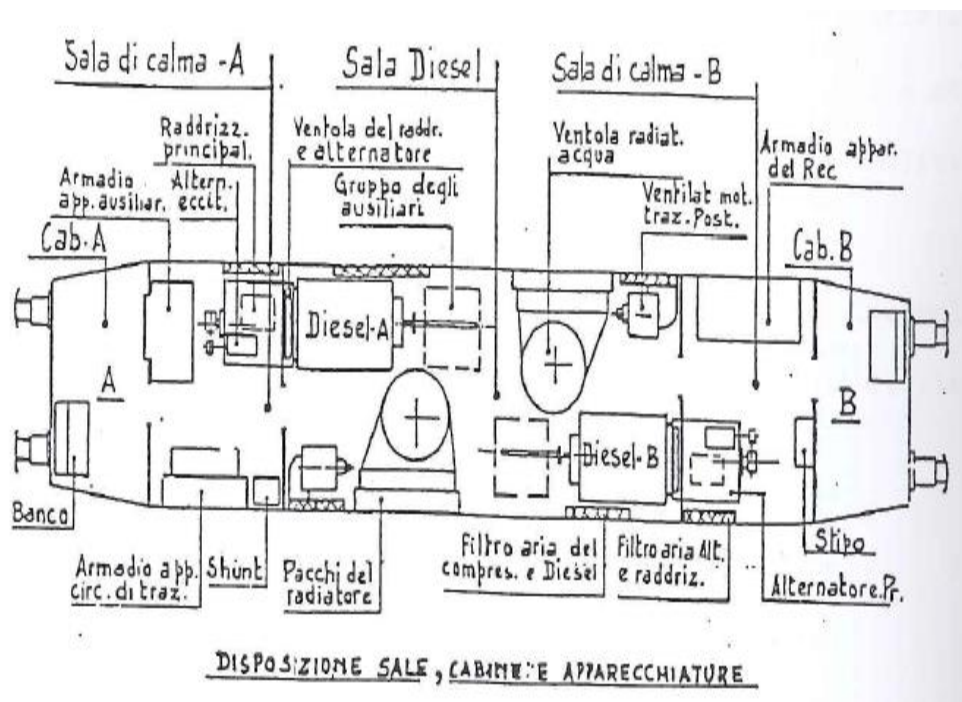 Sala di calma - A
Sala Diesel
Sala di calma - B
Raddrizz.
principal.
Ventola del raddr.
e alternatore
Ventola radiat.
acqua
Armadio appar.
del Rec
Armadio
app. ausiliar.
Altern.
eccit.
Gruppo degli
ausiliari
Ventilat mot.
traz. Post.
Cab. A
Cab. B
Diesel-A
A
B
Diesel-B
Banco
Armadio app.
circ. di traz.
Shunt
Pacchi del
radiatore
Filtro aria del
compres. e Diesel
Filtro aria Alt.
e raddriz.
Stipo
Alternatore Pr.
DISPOSIZIONE SALE, CABINE E APPARECCHIATURE